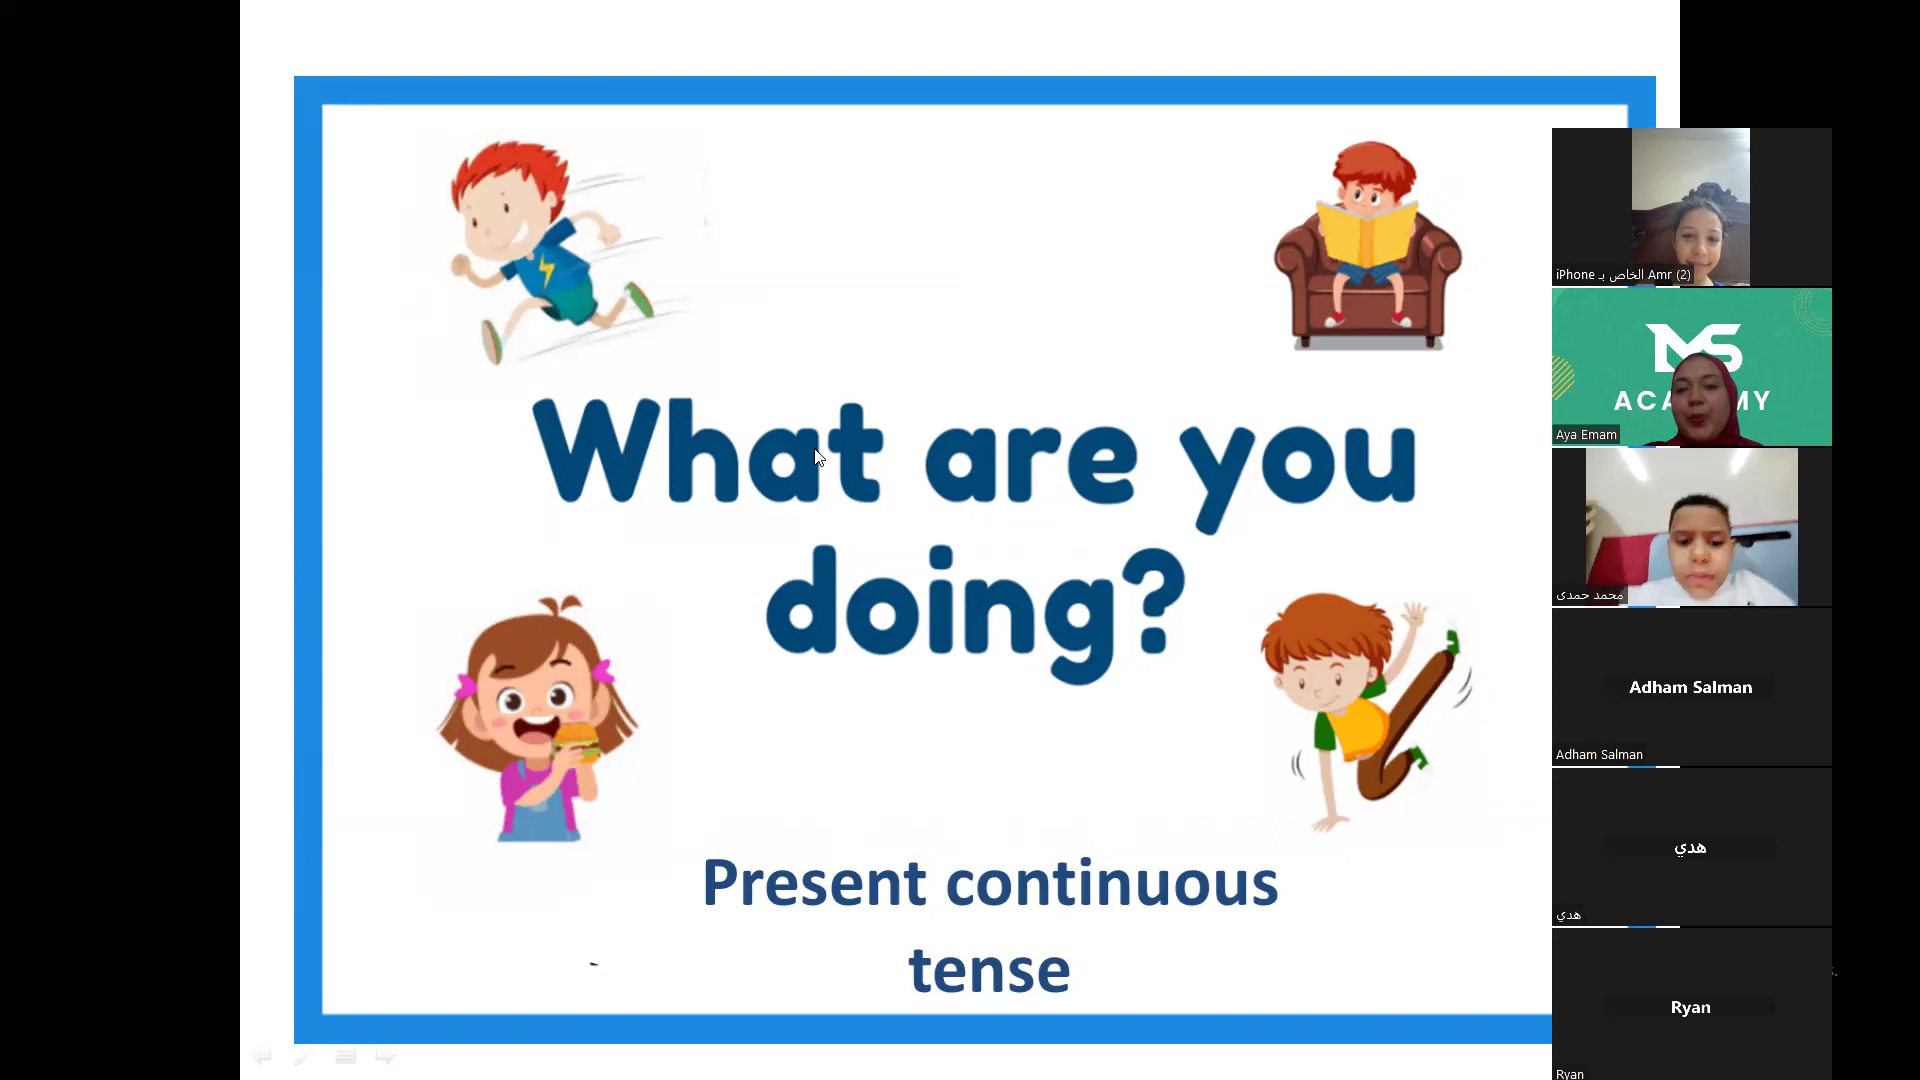 What are you
doing?
Present continuous
tense
iPhone الخاص بـ Amr (2)
MS
Aya Emam
محمد حمدى
Adham Salman
Adham Salman
هدي
هدي
Ryan
Ryan